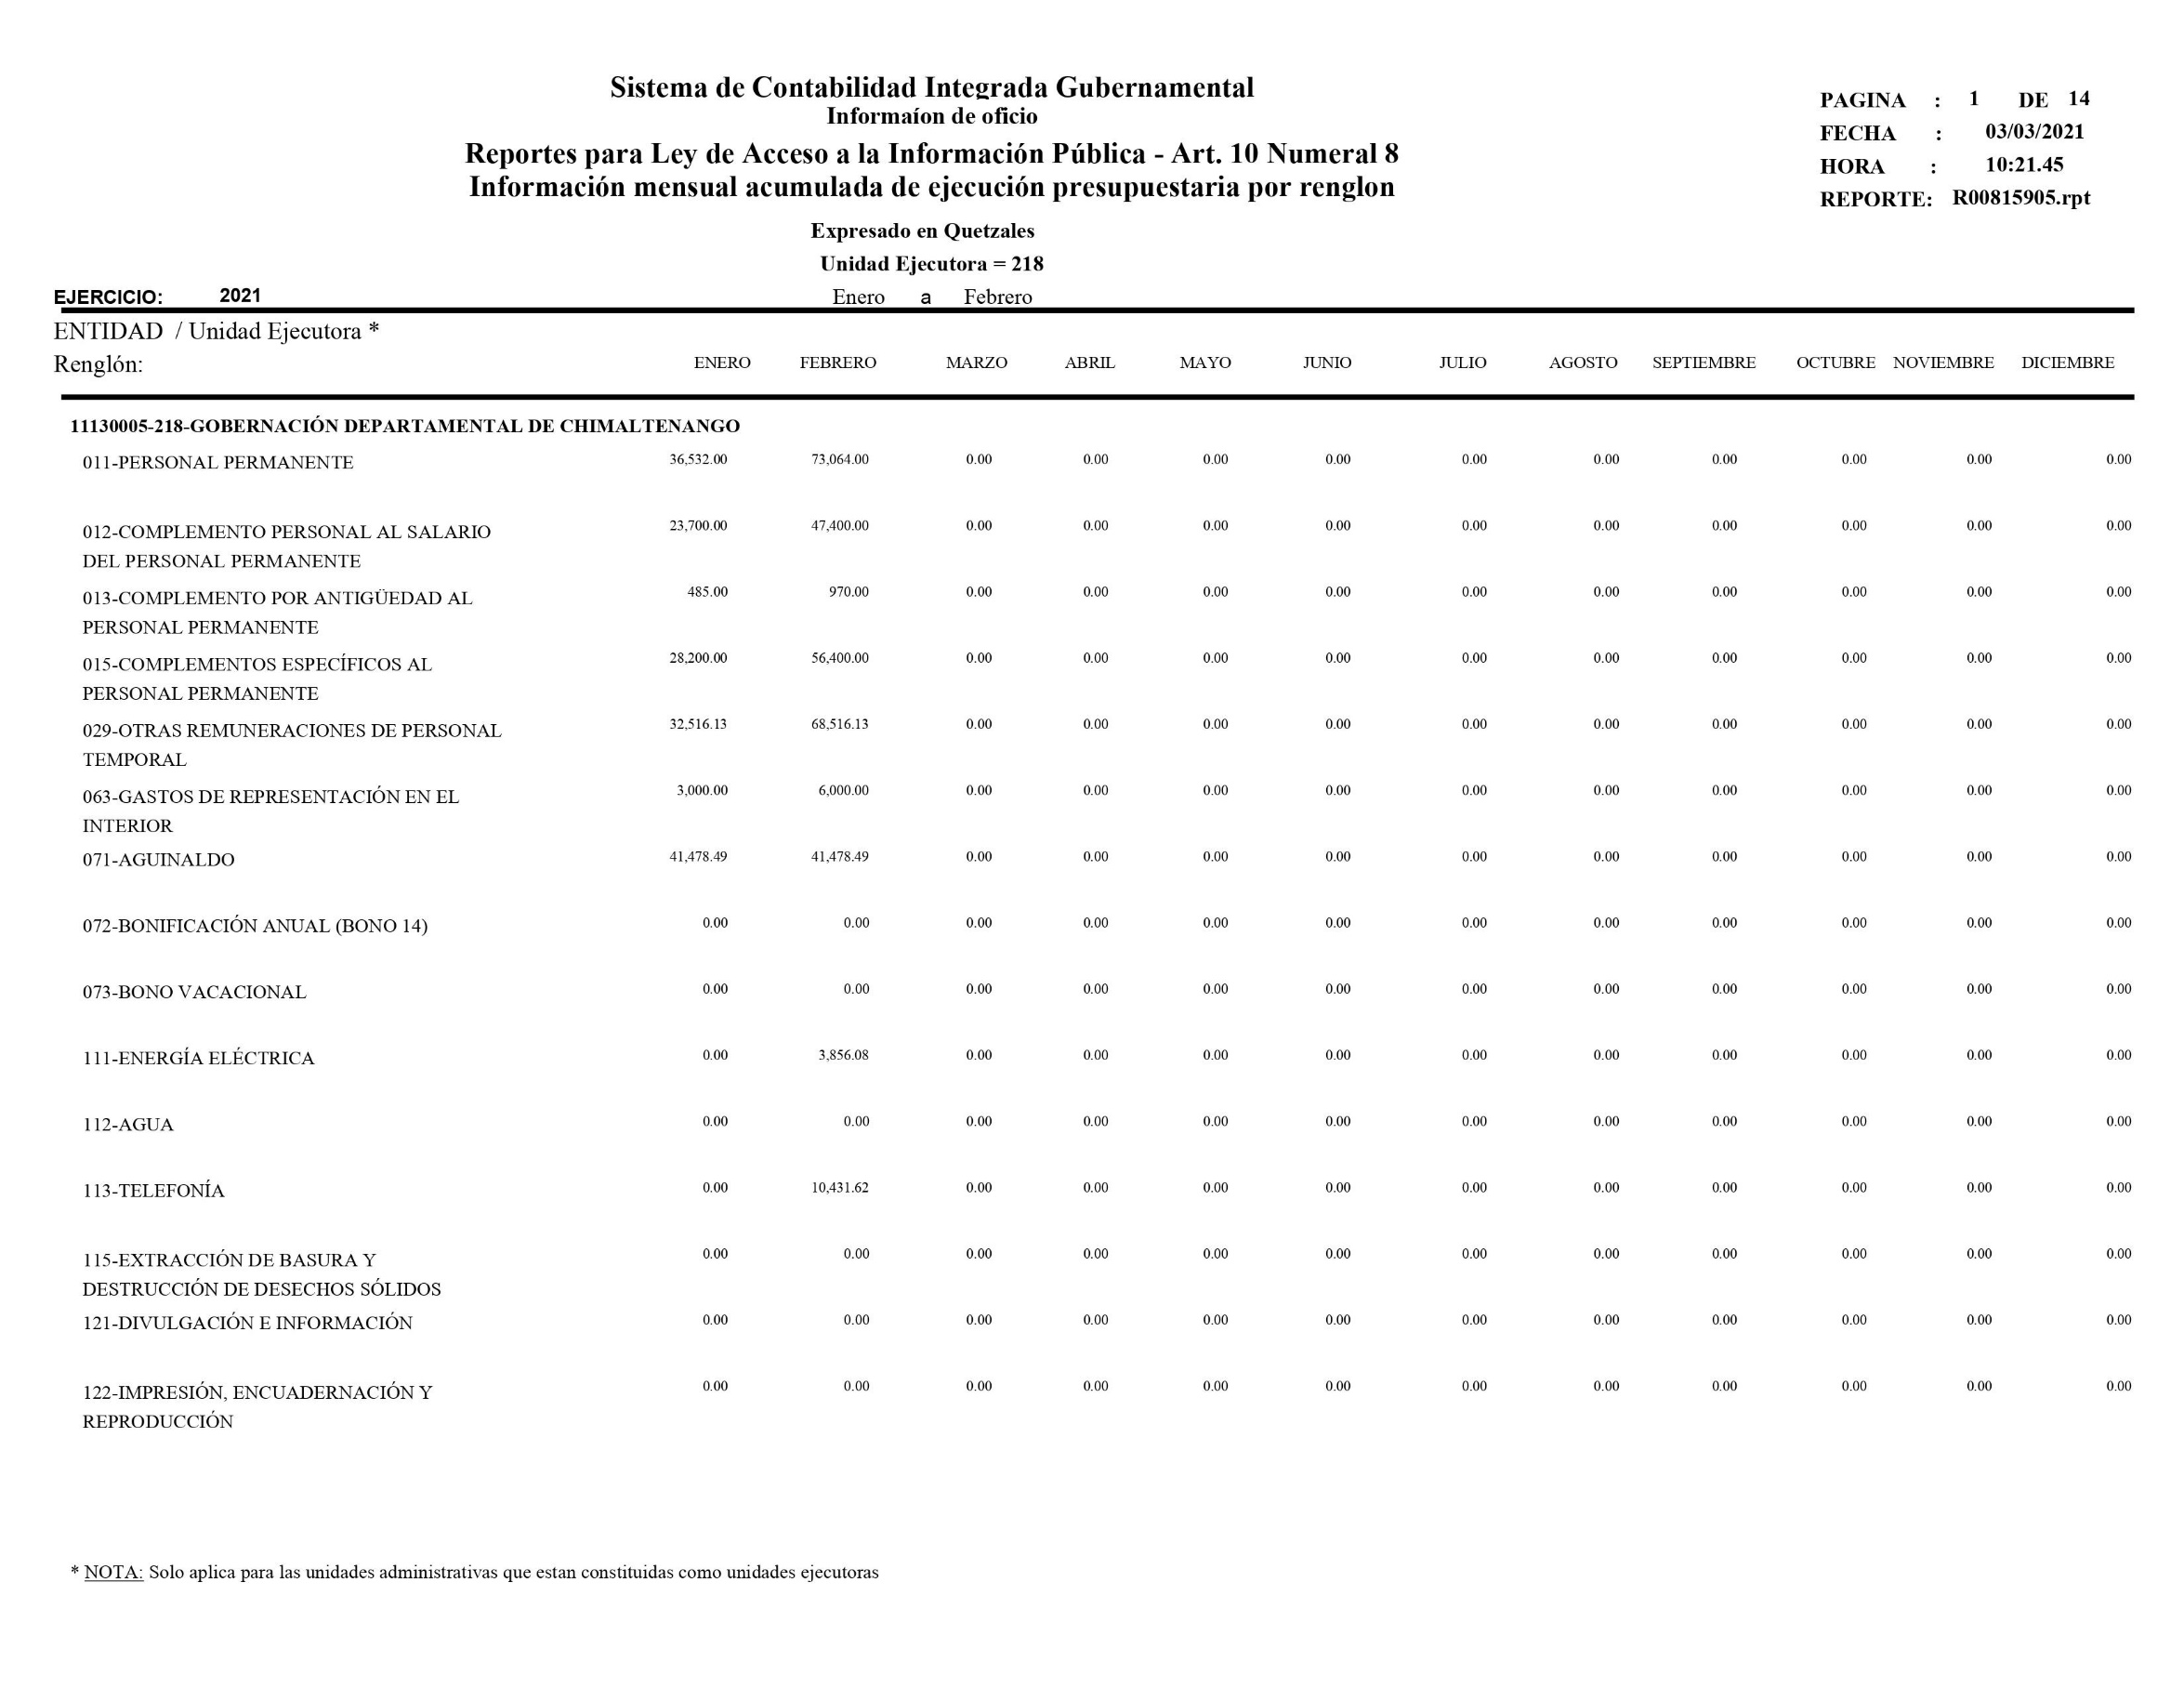 Sistema de Contabilidad Integrada Gubernamental
Informaíon de oficio
Reportes para Ley de Acceso a la Información Pública - Art. 10 Numeral 8
Información mensual acumulada de ejecución presupuestaria por renglon
Expresado en Quetzales
Unidad Ejecutora = 218
PAGINA : 1 DE 14
FECHA : 03/03/2021
HORA : 10:21.45
REPORTE: R00815905.rpt
EJERCICIO: 2021 Enero a Febrero
ENTIDAD / Unidad Ejecutora *
Renglón: ENERO FEBRERO MARZO ABRIL MAYO JUNIO JULIO AGOSTO SEPTIEMBRE OCTUBRE NOVIEMBRE DICIEMBRE
11130005-218-GOBERNACIÓN DEPARTAMENTAL DE CHIMALTENANGO
011-PERSONAL PERMANENTE 36,532.00 73,064.00 0.00 0.00 0.00 0.00 0.00 0.00 0.00 0.00 0.00 0.00
012-COMPLEMENTO PERSONAL AL SALARIO 23,700.00 47,400.00 0.00 0.00 0.00 0.00 0.00 0.00 0.00 0.00 0.00 0.00
DEL PERSONAL PERMANENTE
013-COMPLEMENTO POR ANTIGÜEDAD AL 485.00 970.00 0.00 0.00 0.00 0.00 0.00 0.00 0.00 0.00 0.00 0.00
PERSONAL PERMANENTE
015-COMPLEMENTOS ESPECÍFICOS AL 28,200.00 56,400.00 0.00 0.00 0.00 0.00 0.00 0.00 0.00 0.00 0.00 0.00
PERSONAL PERMANENTE
029-OTRAS REMUNERACIONES DE PERSONAL 32,516.13 68,516.13 0.00 0.00 0.00 0.00 0.00 0.00 0.00 0.00 0.00 0.00
TEMPORAL
063-GASTOS DE REPRESENTACIÓN EN EL 3,000.00 6,000.00 0.00 0.00 0.00 0.00 0.00 0.00 0.00 0.00 0.00 0.00
INTERIOR
071-AGUINALDO 41,478.49 41,478.49 0.00 0.00 0.00 0.00 0.00 0.00 0.00 0.00 0.00 0.00
072-BONIFICACIÓN ANUAL (BONO 14) 0.00 0.00 0.00 0.00 0.00 0.00 0.00 0.00 0.00 0.00 0.00 0.00
073-BONO VACACIONAL 0.00 0.00 0.00 0.00 0.00 0.00 0.00 0.00 0.00 0.00 0.00 0.00
111-ENERGÍA ELÉCTRICA 0.00 3,856.08 0.00 0.00 0.00 0.00 0.00 0.00 0.00 0.00 0.00 0.00
112-AGUA 0.00 0.00 0.00 0.00 0.00 0.00 0.00 0.00 0.00 0.00 0.00 0.00
113-TELEFONÍA 0.00 10,431.62 0.00 0.00 0.00 0.00 0.00 0.00 0.00 0.00 0.00 0.00
115-EXTRACCIÓN DE BASURA Y 0.00 0.00 0.00 0.00 0.00 0.00 0.00 0.00 0.00 0.00 0.00 0.00
DESTRUCCIÓN DE DESECHOS SÓLIDOS
121-DIVULGACIÓN E INFORMACIÓN 0.00 0.00 0.00 0.00 0.00 0.00 0.00 0.00 0.00 0.00 0.00 0.00
122-IMPRESIÓN, ENCUADERNACIÓN Y 0.00 0.00 0.00 0.00 0.00 0.00 0.00 0.00 0.00 0.00 0.00 0.00
REPRODUCCIÓN
* NOTA: Solo aplica para las unidades administrativas que estan constituidas como unidades ejecutoras